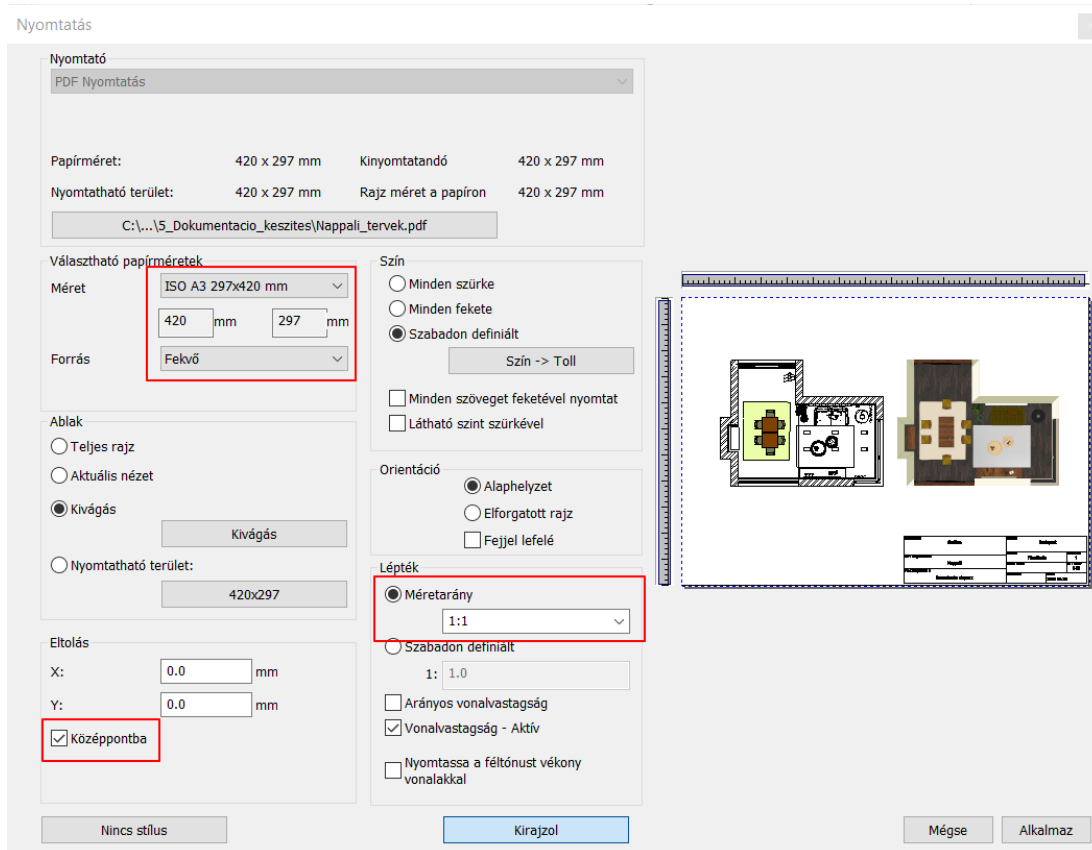 Nyomtatás
Nyomtató
PDF Nyomtatás
Papírméret: 420 x 297 mm Kinyomtatandó 420 x 297 mm
Nyomtatható terület: 420 x 297 mm Rajz méret a papíron 420 x 297 mm
C:\...\5_Dokumentacio_keszites\Nappali_tervek.pdf
Választható papírméretek
Méret ISO A3 297x420 mm
420 mm 297 mm
Forrás Fekvő
Ablak
Teljes rajz
Aktuális nézet
Kivágás
Kivágás
Nyomtatható terület:
420x297
Eltolás
X: 0.0 mm
Y: 0.0 mm
Középpontba
Szín
Minden szürke
Minden fekete
Szabadon definiált
Szín -> Toll
Minden szöveget feketével nyomtat
Látható szint szürkével
Orientáció
Alaphelyzet
Elforgatott rajz
Fejjel lefelé
Lépték
Méretarány
1:1
Szabadon definiált
1: 1.0
Arányos vonalvastagság
Vonalvastagság - Aktív
Nyomtassa a féltónust vékony
vonalakkal
Nincs stílus
Kirajzol
Mégse
Alkalmaz